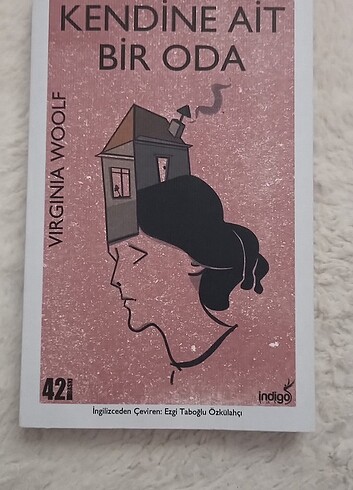 KENDİNE AİT
BİR ODA
VIRGINIA WOOLF
42
indigo
İngilizceden Çeviren: Ezgi Taboğlu Özkülahçı